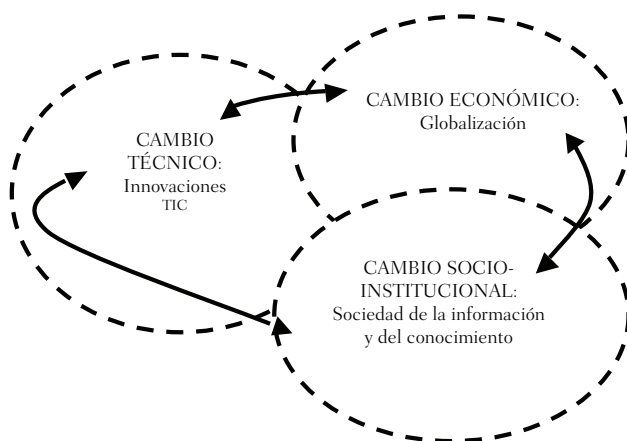 CAMBIO
TÉCNICO:
Innovaciones
TIC
CAMBIO ECONÓMICO:
Globalización
CAMBIO SOCIO-
INSTITUCIONAL:
Sociedad de la información
y del conocimiento